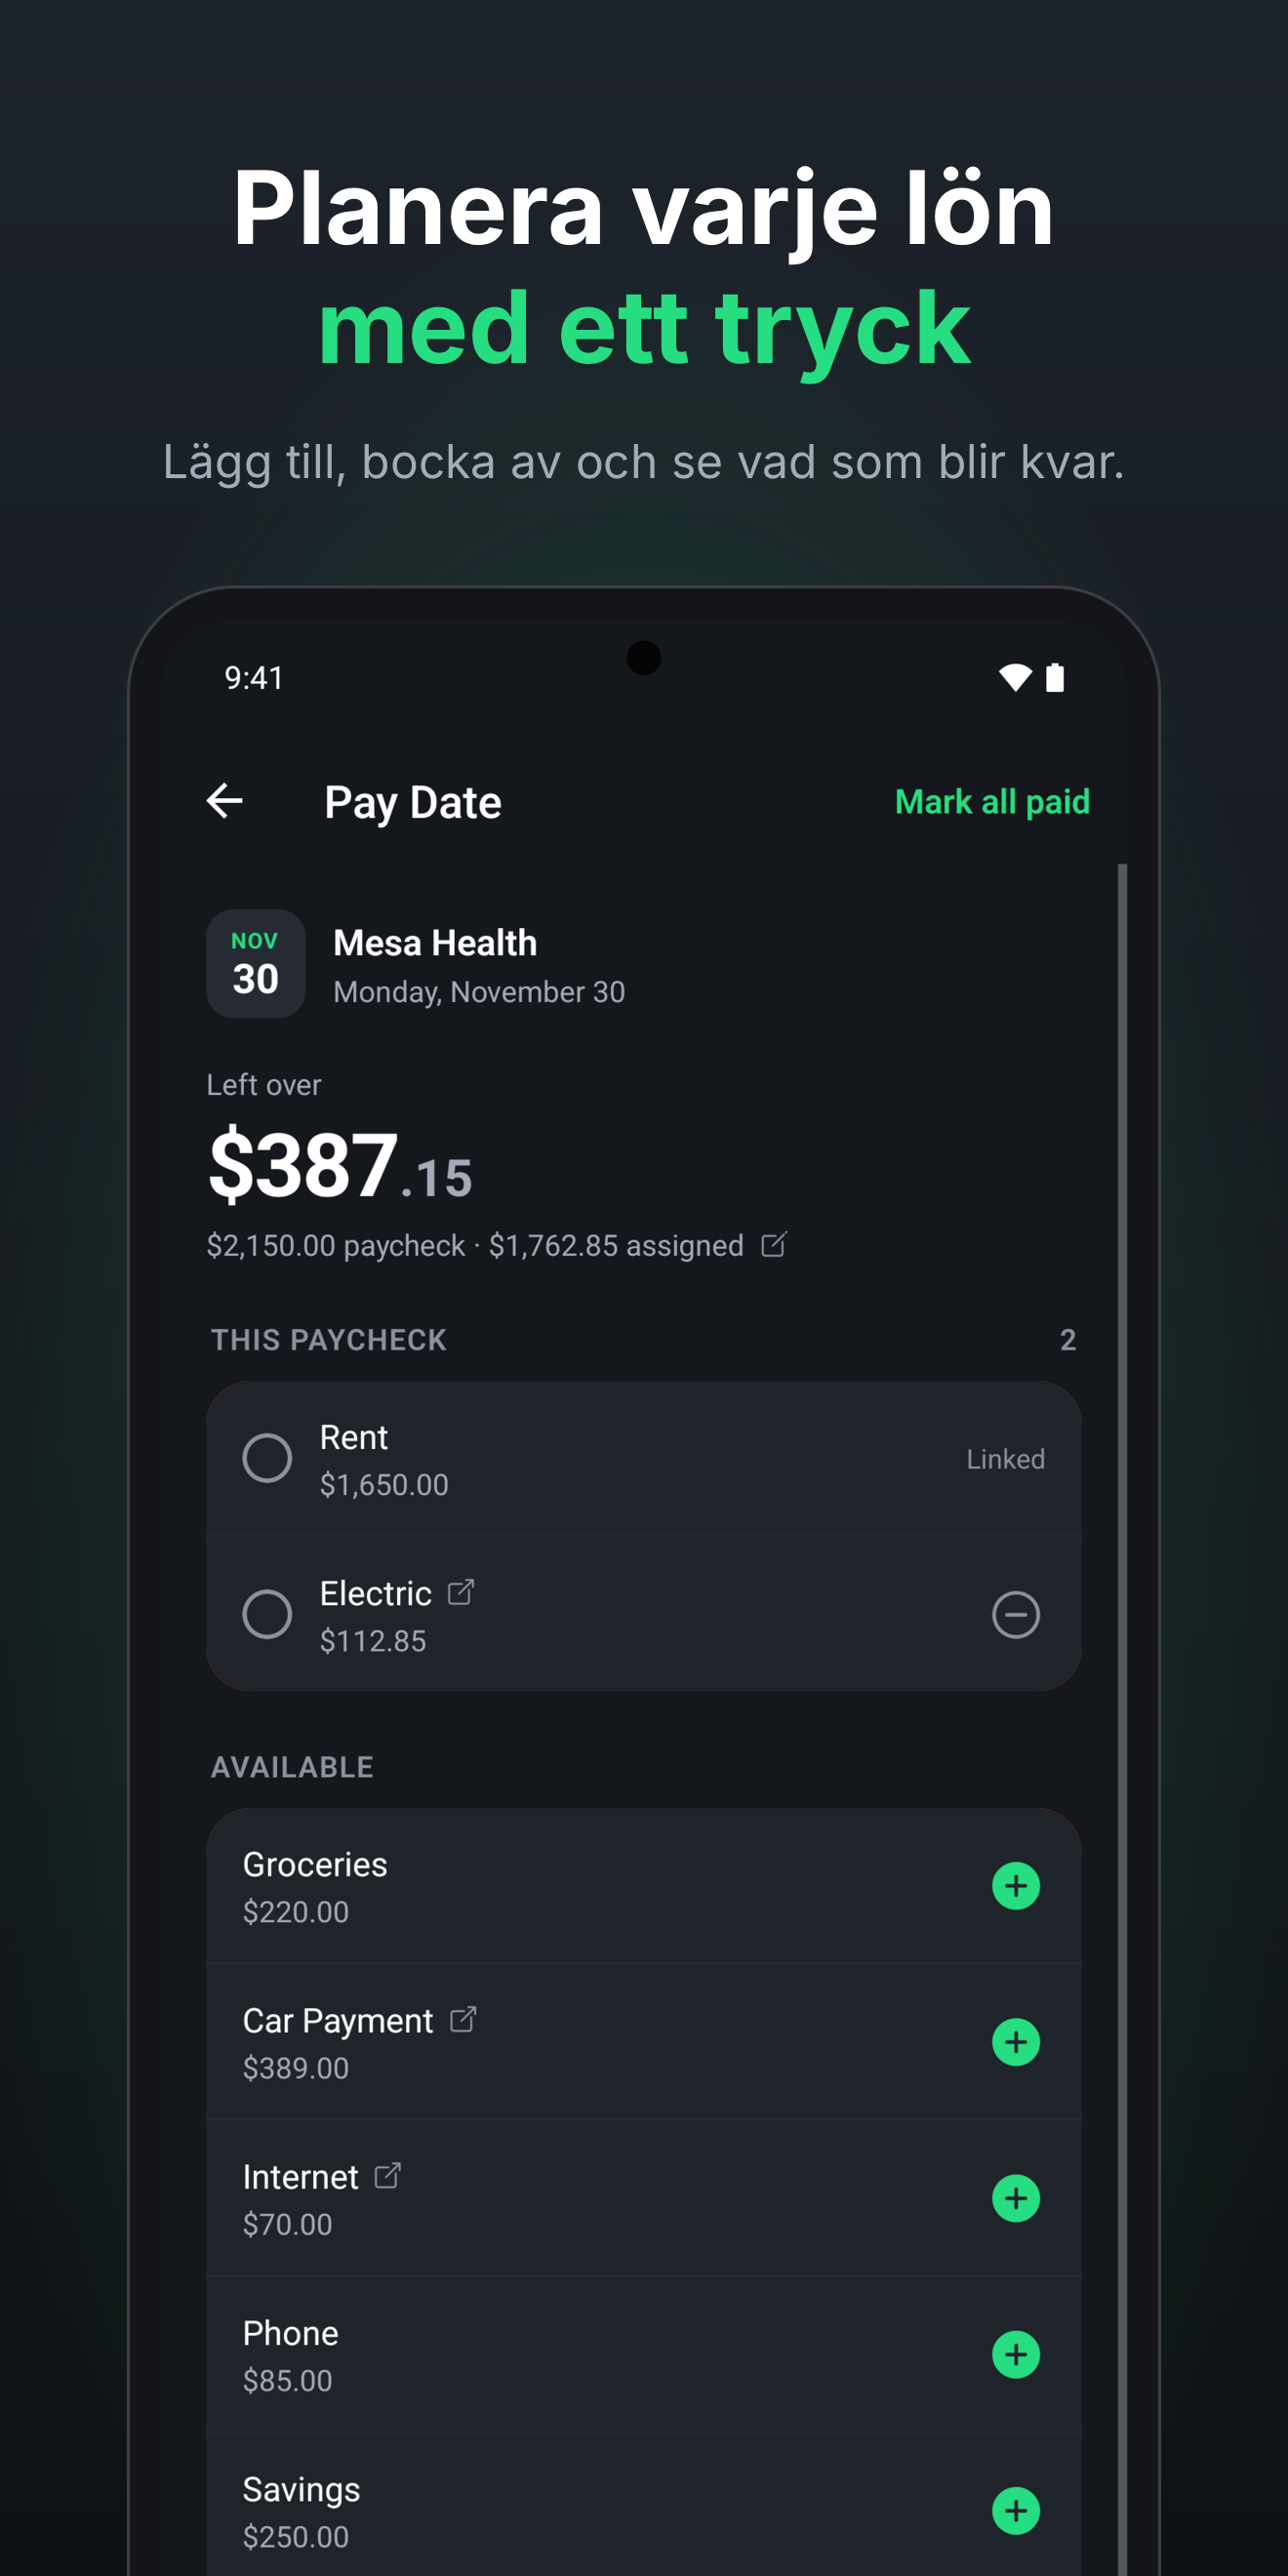 Planera varje lön
med ett tryck
Lägg till, bocka av och se vad som blir kvar.
9:41
Pay Date
Mark all paid
NOV
30
Mesa Health
Monday, November 30
Left over
$387.15
$2,150.00 paycheck · $1,762.85 assigned
THIS PAYCHECK
2
Rent
$1,650.00
Linked
Electric
$112.85
AVAILABLE
Groceries
$220.00
Car Payment
$389.00
Internet
$70.00
Phone
$85.00
Savings
$250.00